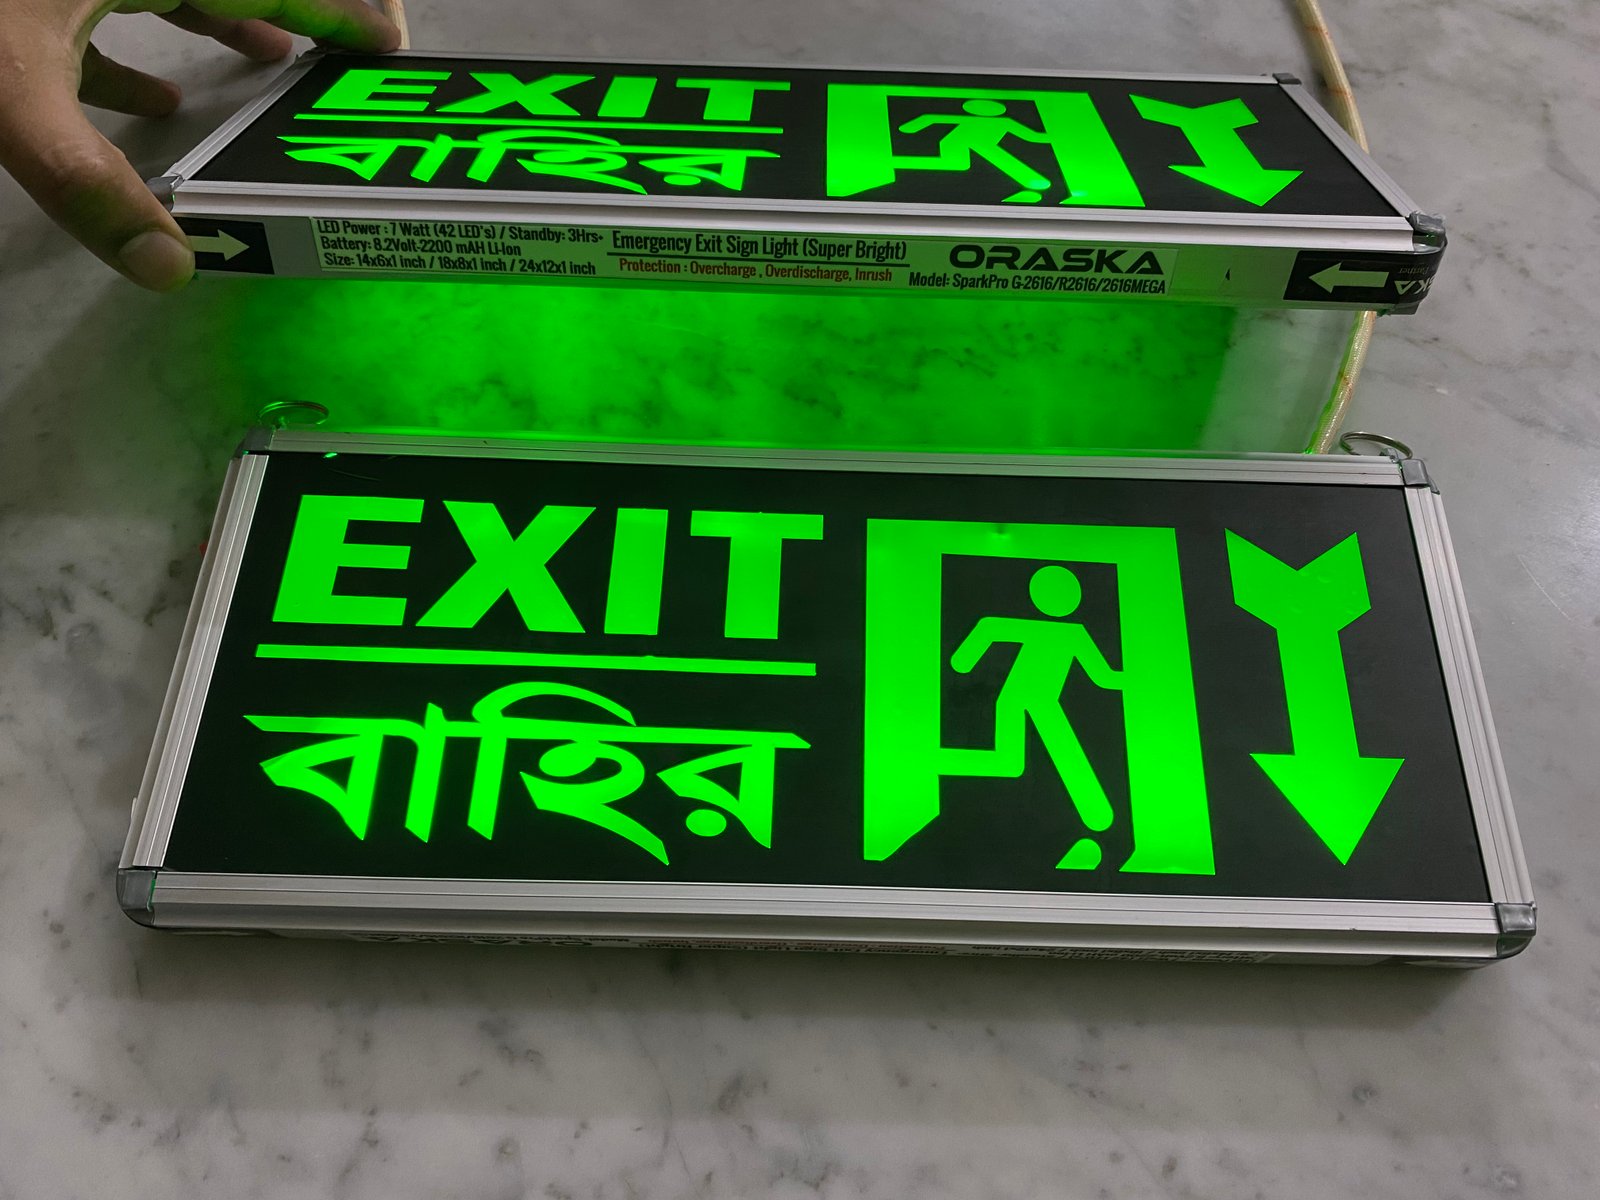 EXIT
বাহির
LED Power : 7 Watt (42 LED's) / Standby: 3Hrs+
Battery: 8.2Volt-2200 mAH Li-Ion
Size: 14x6x1 inch / 18x8x1 inch / 24x12x1 inch
Emergency Exit Sign Light (Super Bright)
Protection : Overcharge , Overdischarge, Inrush
ORASKA
Model: SparkPro G-2616/R2616/2616MEGA
EXIT
বাহির